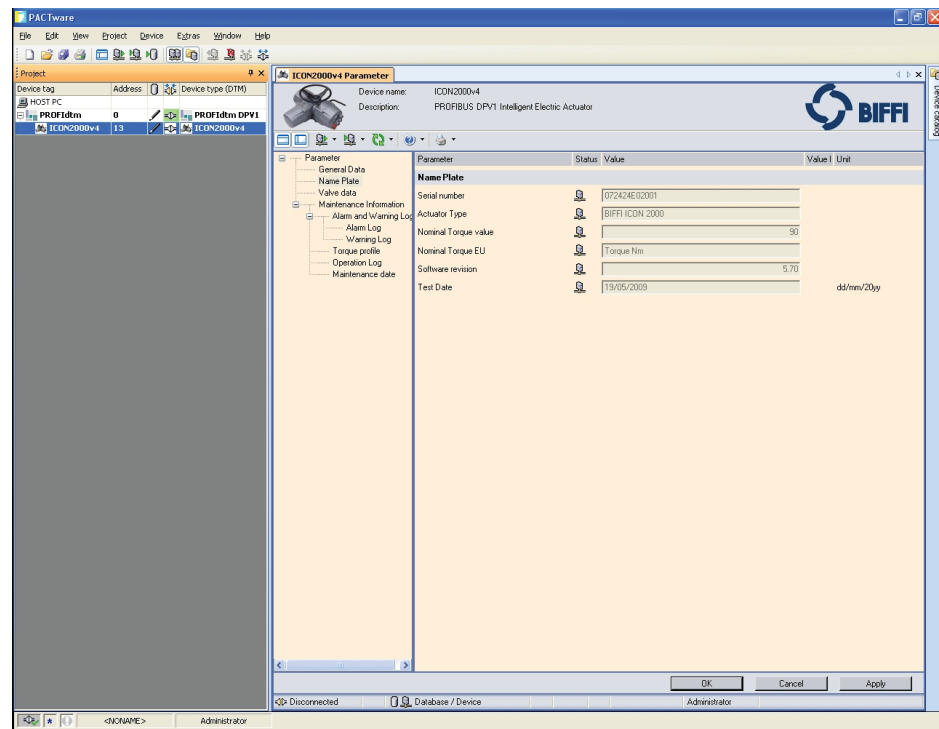 PACTware
File Edit View Project Device Extras Window Help
Project
Device tag Address Device type (DTM)
HOST PC
PROFIdtm 0 PROFIdtm DPV1
ICON2000v4 13 ICON2000v4
ICON2000v4 Parameter
Device name: ICON2000v4
Description: PROFIBUS DPV1 Intelligent Electric Actuator
BIFFI
Device catalog
Parameter
General Data
Name Plate
Valve data
Maintenance Information
Alarm and Warning Log
Alarm Log
Warning Log
Torque profile
Operation Log
Maintenance date
Parameter Status Value Value I Unit
Name Plate
Serial number 072424E02001
Actuator Type BIFFI ICON 2000
Nominal Torque value 90
Nominal Torque EU Torque Nm
Software revision 5.70
Test Date 19/05/2009 dd/mm/20yy
OK Cancel Apply
Disconnected Database / Device Administrator
<NONAME> Administrator